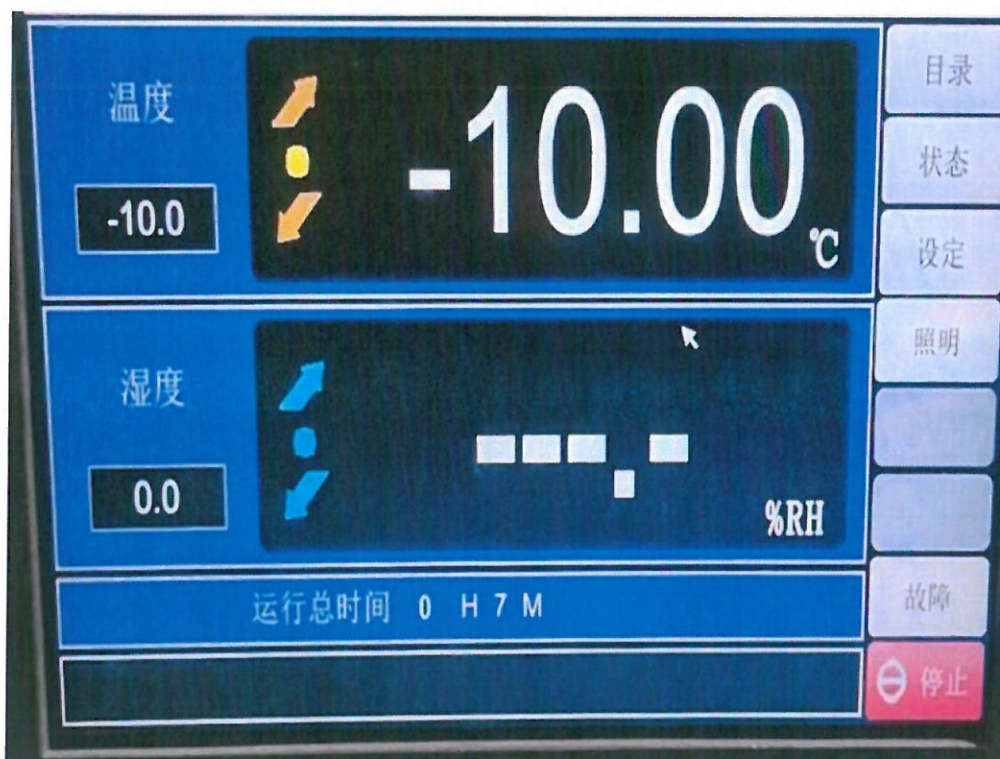 温度
-10.0
-10.00
℃
目录
状态
设定
照明
湿度
0.0
---.-
%RH
运行总时间 0 H 7 M
故障
停止